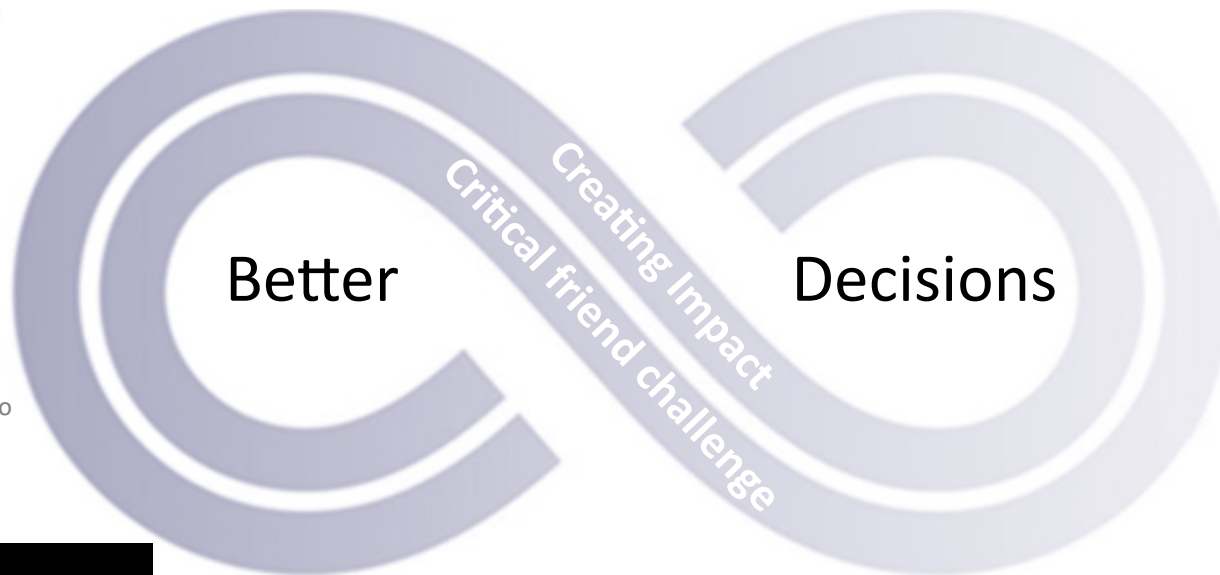 Creating Impact
Critical friend challenge
Better
Decisions
o